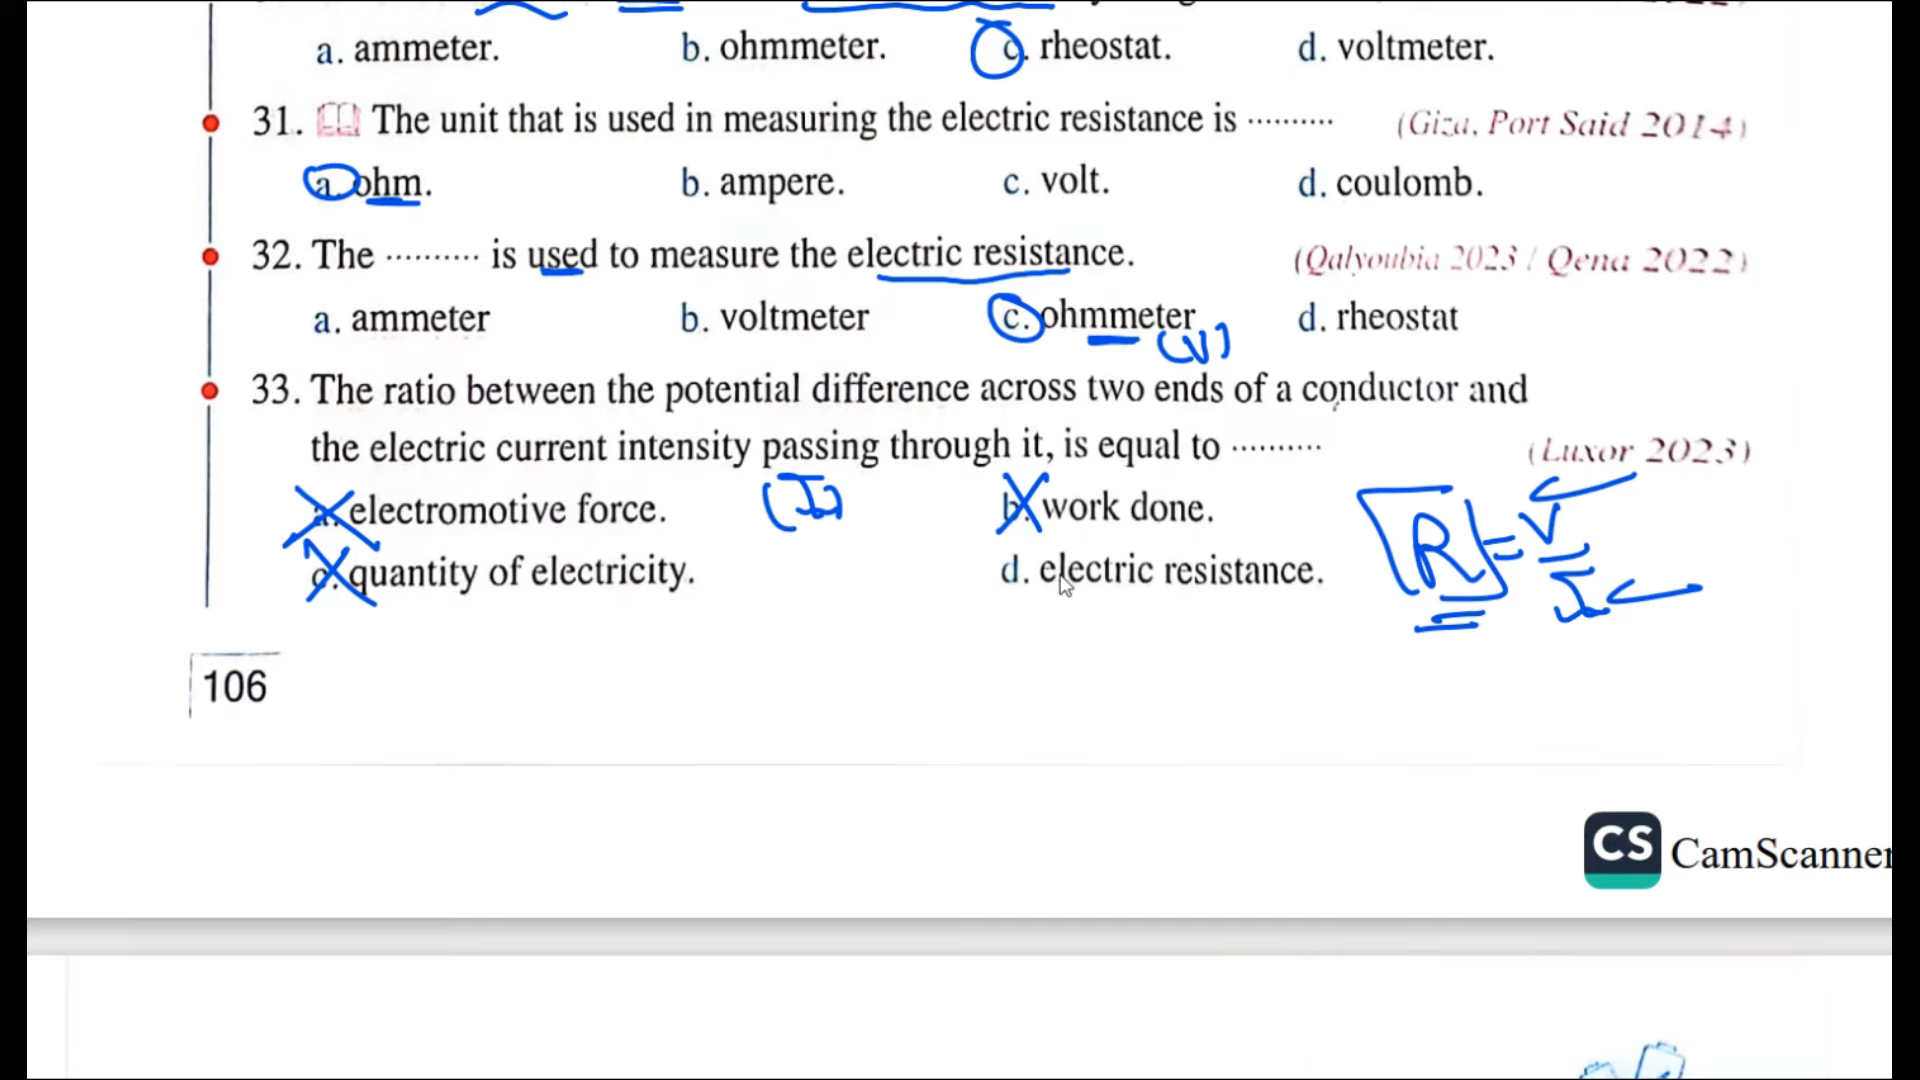 a. ammeter. b. ohmmeter. c. rheostat. d. voltmeter.
31. The unit that is used in measuring the electric resistance is ·········· (Giza, Port Said 2014)
a. ohm. b. ampere. c. volt. d. coulomb.
32. The ·········· is used to measure the electric resistance. (Qalyoubia 2023 / Qena 2022)
a. ammeter b. voltmeter c. ohmmeter d. rheostat
(V)
33. The ratio between the potential difference across two ends of a conductor and
the electric current intensity passing through it, is equal to ·········· (Luxor 2023)
a. electromotive force. (I) b. work done.
c. quantity of electricity. d. electric resistance.
R = V
I
106
CS CamScanner